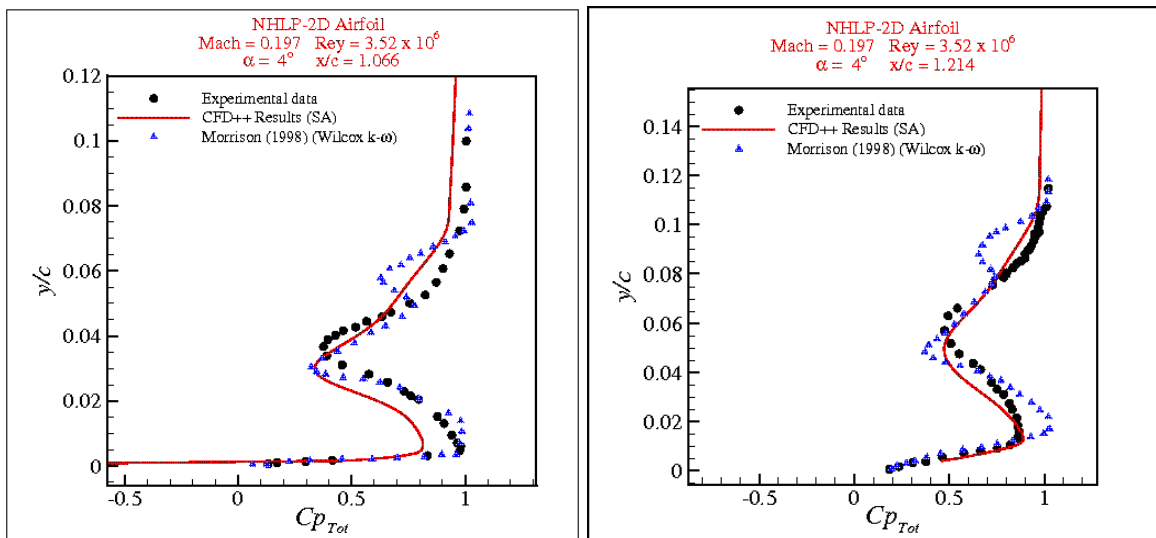 NHLP-2D Airfoil
Mach = 0.197 Rey = 3.52 x 10^6
α = 4° x/c = 1.066
0.12
0.1
0.08
0.06
0.04
0.02
0
y/c
Experimental data
CFD++ Results (SA)
Morrison (1998) (Wilcox k-ω)
-0.5 0 0.5 1
Cp_Tot
NHLP-2D Airfoil
Mach = 0.197 Rey = 3.52 x 10^6
α = 4° x/c = 1.214
0.14
0.12
0.1
0.08
0.06
0.04
0.02
0
y/c
Experimental data
CFD++ Results (SA)
Morrison (1998) (Wilcox k-ω)
-0.5 0 0.5 1
Cp_Tot